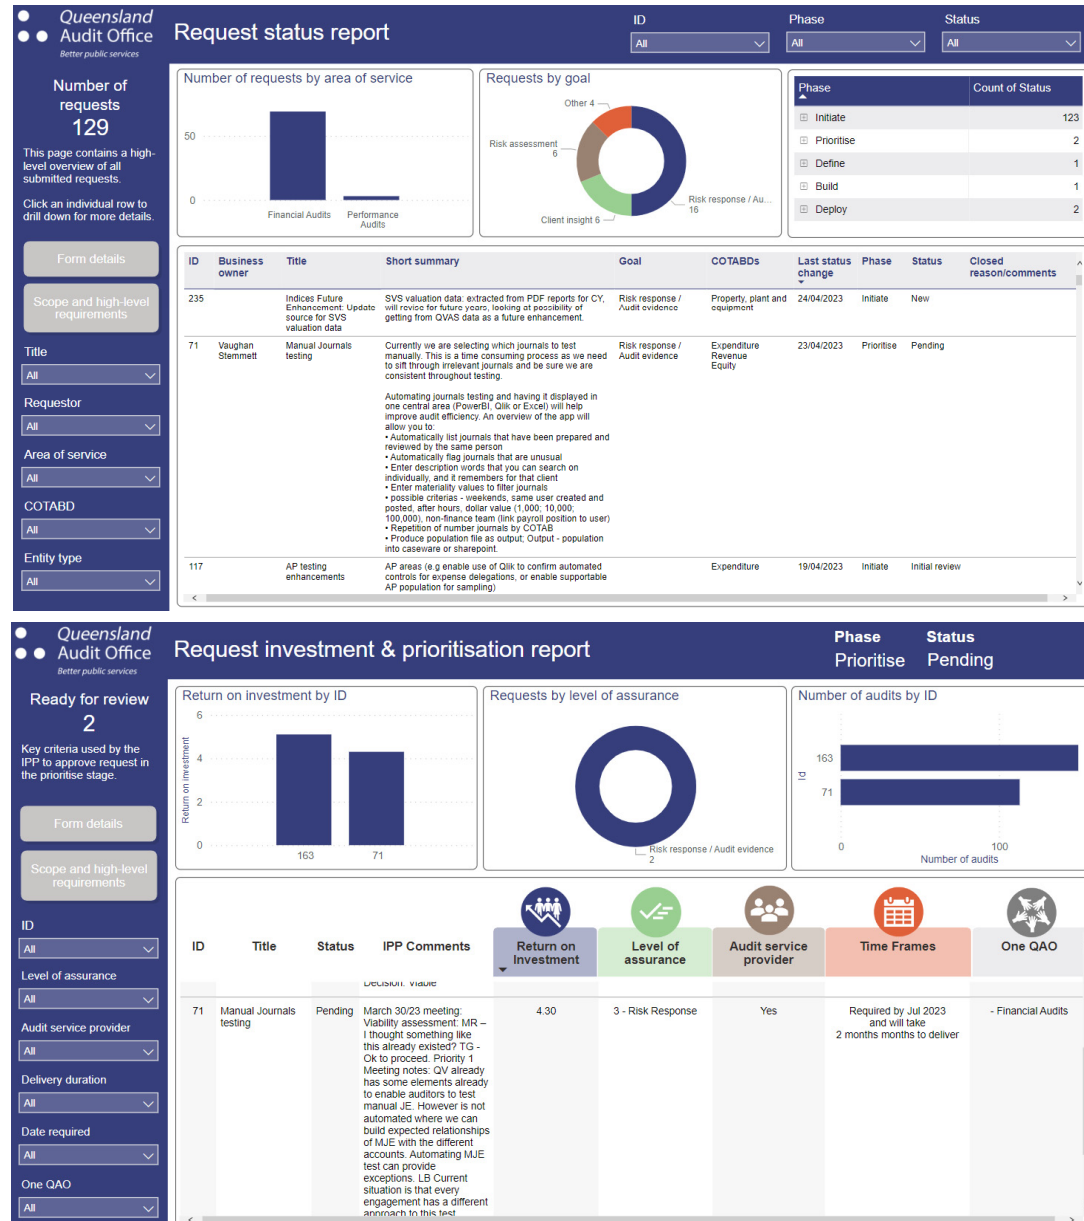 Queensland
Audit Office
Better public services
Request status report
ID
All
Phase
All
Status
All
Number of
requests
129
This page contains a high-
level overview of all
submitted requests.
Click an individual row to
drill down for more details.
Form details
Scope and high-level
requirements
Title
All
Requestor
All
Area of service
All
COTABD
All
Entity type
All
Number of requests by area of service
50
0
Financial Audits
Performance
Audits
Requests by goal
Other 4
Risk assessment
6
Client insight 6
Risk response / Au...
16
Phase Count of Status
Initiate 123
Prioritise 2
Define 1
Build 1
Deploy 2
ID
Business
owner
Title
Short summary
Goal
COTABDs
Last status
change
Phase
Status
Closed
reason/comments
235
Indices Future
Enhancement: Update
source for SVS
valuation data
SVS valuation data: extracted from PDF reports for CY,
will revise for future years, looking at possibility of
getting from QVAS data as a future enhancement.
Risk response /
Audit evidence
Property, plant and
equipment
24/04/2023
Initiate
New
71
Vaughan
Stemmett
Manual Journals
testing
Currently we are selecting which journals to test
manually. This is a time consuming process as we need
to sift through irrelevant journals and be sure we are
consistent throughout testing.
Automating journals testing and having it displayed in
one central area (PowerBI, Qlik or Excel) will help
improve audit efficiency. An overview of the app will
allow you to:
• Automatically list journals that have been prepared and
reviewed by the same person
• Automatically flag journals that are unusual
• Enter description words that you can search on
individually, and it remembers for that client
• Enter materiality values to filter journals
• possible criterias - weekends, same user created and
posted, after hours, dollar value (1,000; 10,000;
100,000), non-finance team (link payroll position to user)
• Repetition of number journals by COTAB
• Produce population file as output; Output - population
into caseware or sharepoint.
Risk response /
Audit evidence
Expenditure
Revenue
Equity
23/04/2023
Prioritise
Pending
117
AP testing
enhancements
AP areas (e.g enable use of Qlik to confirm automated
controls for expense delegations, or enable supportable
AP population for sampling)
Expenditure
19/04/2023
Initiate
Initial review
Queensland
Audit Office
Better public services
Request investment & prioritisation report
Phase
Prioritise
Status
Pending
Ready for review
2
Key criteria used by the
IPP to approve request in
the prioritise stage.
Form details
Scope and high-level
requirements
ID
All
Level of assurance
All
Audit service provider
All
Delivery duration
All
Date required
All
One QAO
All
Return on investment by ID
Return on investment
6
4
2
0
163
71
Requests by level of assurance
Risk response / Audit evidence
2
Number of audits by ID
Id
163
71
0
100
Number of audits
ID
Title
Status
IPP Comments
Return on
Investment
Level of
assurance
Audit service
provider
Time Frames
One QAO
Decision: Viable
71
Manual Journals
testing
Pending
March 30/23 meeting:
Viability assessment: MR –
I thought something like
this already existed? TG -
Ok to proceed. Priority 1
Meeting notes: QV already
has some elements already
to enable auditors to test
manual JE. However is not
automated where we can
build expected relationships
of MJE with the different
accounts. Automating MJE
test can provide
exceptions. LB Current
situation is that every
engagement has a different
approach to this test
4.30
3 - Risk Response
Yes
Required by Jul 2023
and will take
2 months months to deliver
- Financial Audits